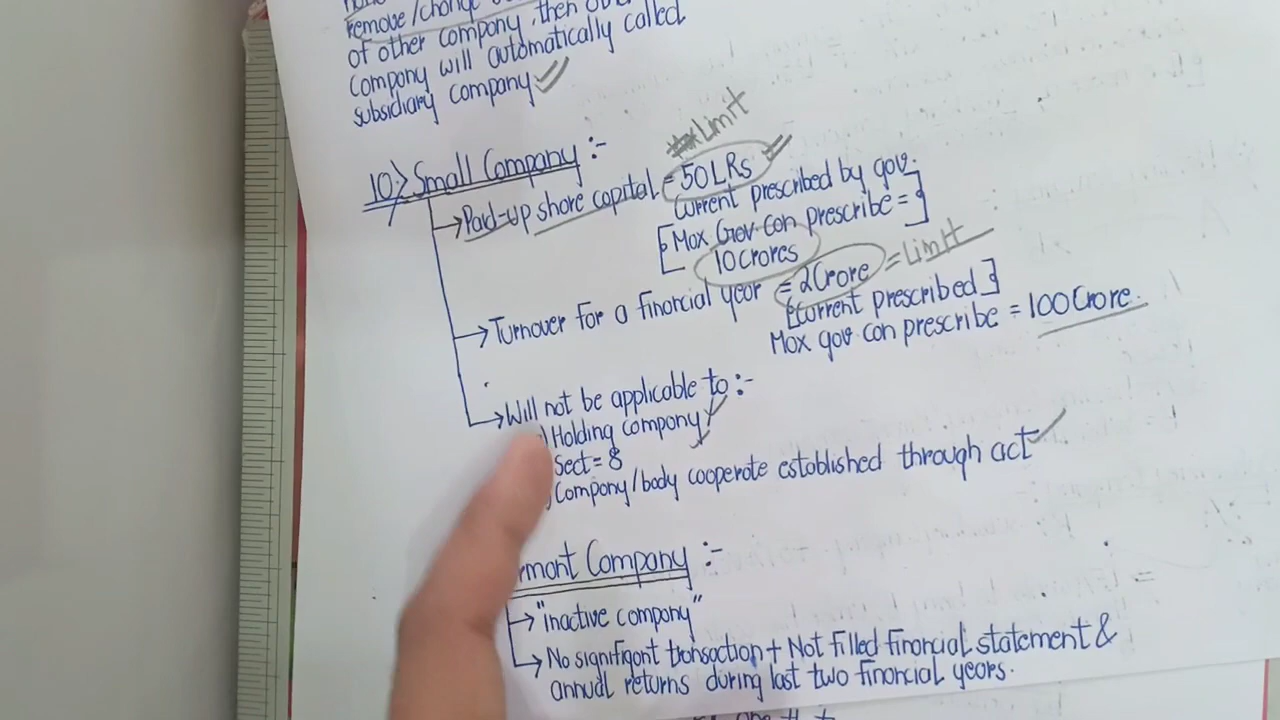 remove/change
of other company, then
company will automatically called
subsidiary company
Limit
10) Small Company :-
→ Paid-up share capital = 50LRs
current prescribed by gov.
[Max Gov. can prescribe =]
10 crores
→ Turnover for a financial year = 2 Crore = Limit
[current prescribed]
Max gov can prescribe = 100 Crore.
→ Will not be applicable to :-
) Holding company
Sect = 8
) Company/body cooperate established through act
rmant Company :-
→ "inactive company"
→ No signifigant transaction + Not filled financial statement &
annual returns during last two financial years.